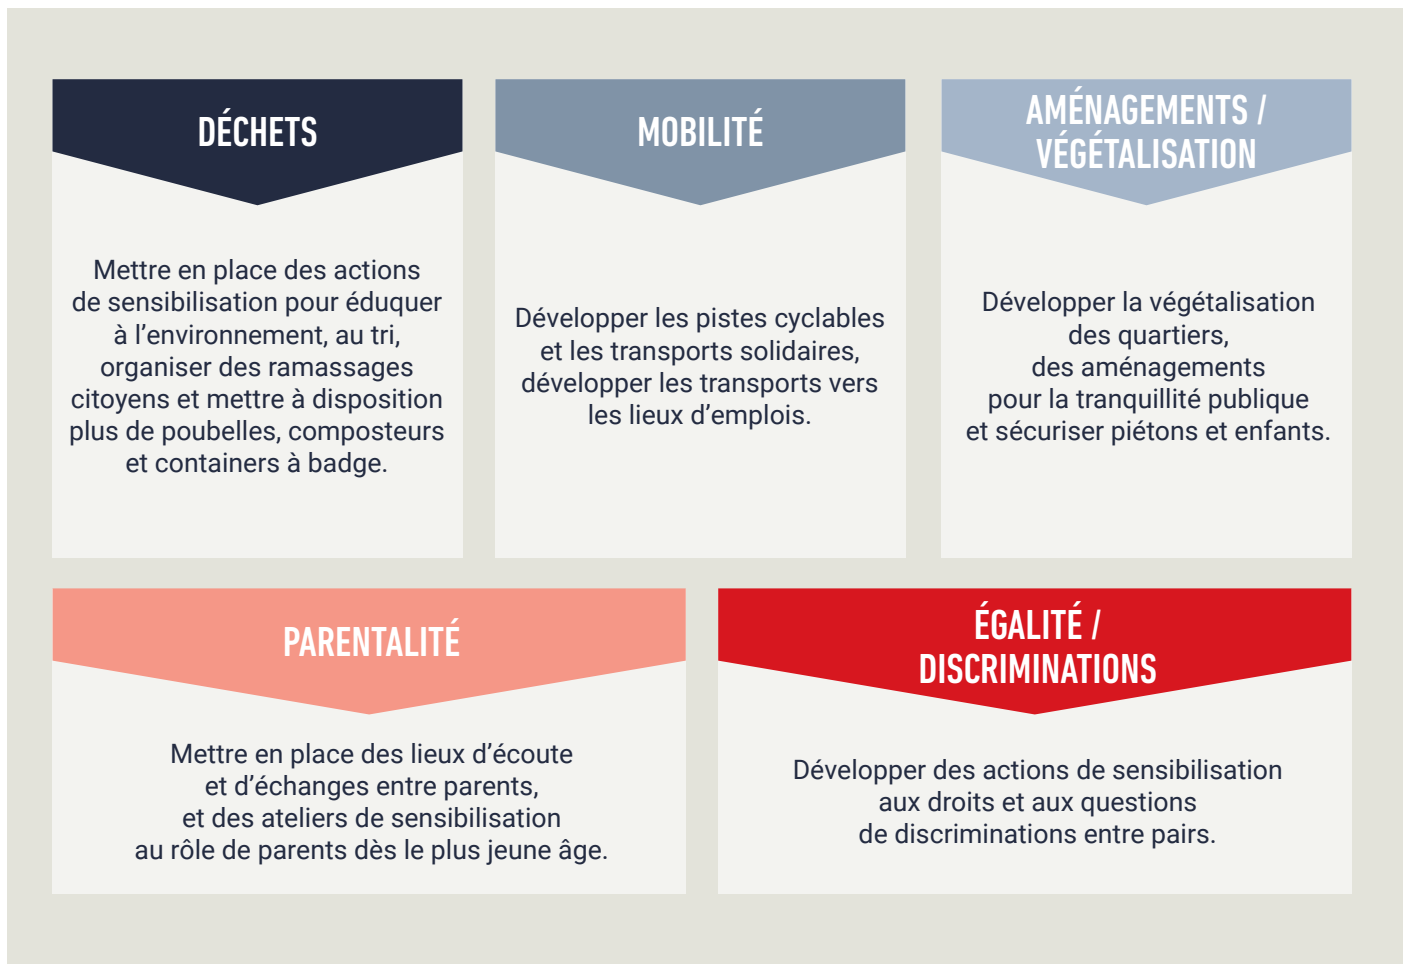 DÉCHETS
Mettre en place des actions
de sensibilisation pour éduquer
à l’environnement, au tri,
organiser des ramassages
citoyens et mettre à disposition
plus de poubelles, composteurs
et containers à badge.
MOBILITÉ
Développer les pistes cyclables
et les transports solidaires,
développer les transports vers
les lieux d’emplois.
AMÉNAGEMENTS /
VÉGÉTALISATION
Développer la végétalisation
des quartiers,
des aménagements
pour la tranquillité publique
et sécuriser piétons et enfants.
PARENTALITÉ
Mettre en place des lieux d’écoute
et d’échanges entre parents,
et des ateliers de sensibilisation
au rôle de parents dès le plus jeune âge.
ÉGALITÉ /
DISCRIMINATIONS
Développer des actions de sensibilisation
aux droits et aux questions
de discriminations entre pairs.